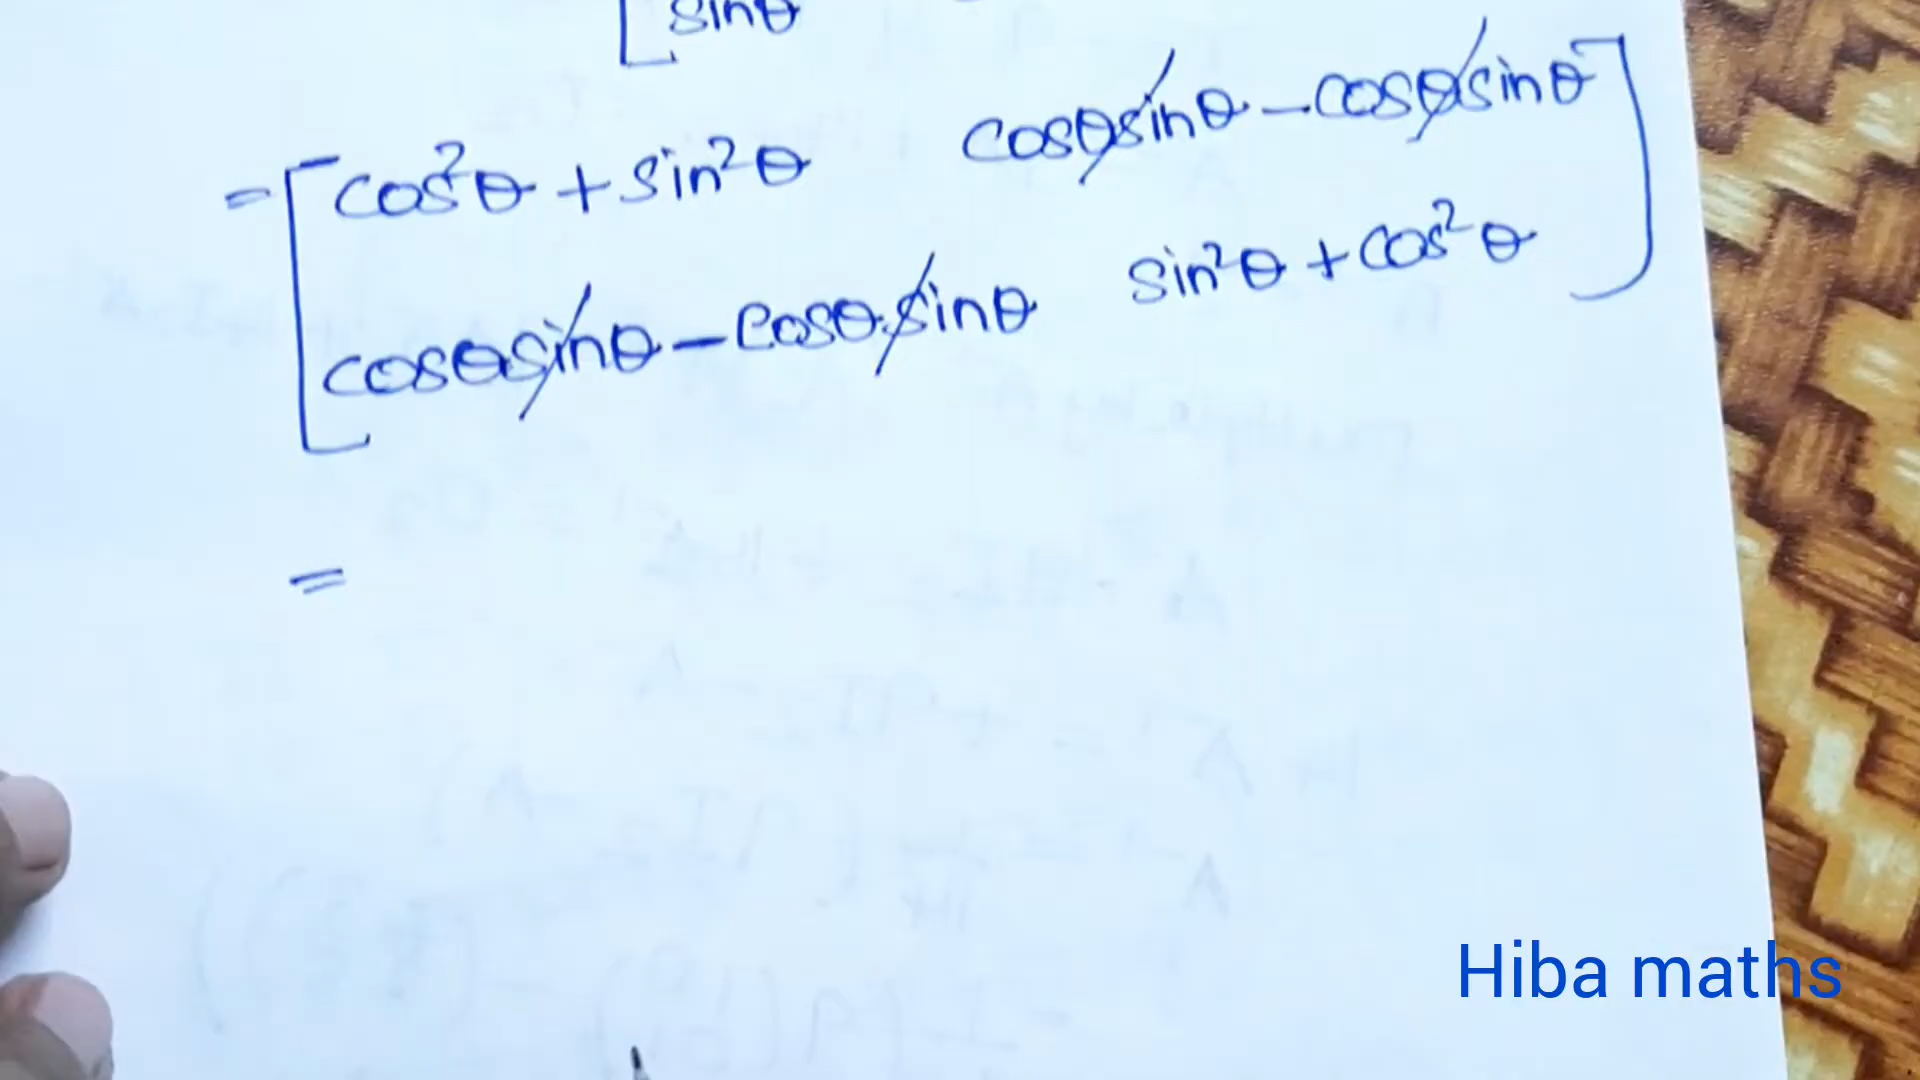 [sinθ
= [cos²θ + sin²θ cosθsinθ – cosθsinθ]
[cosθsinθ – cosθ.sinθ sin²θ + cos²θ]
=
Hiba maths